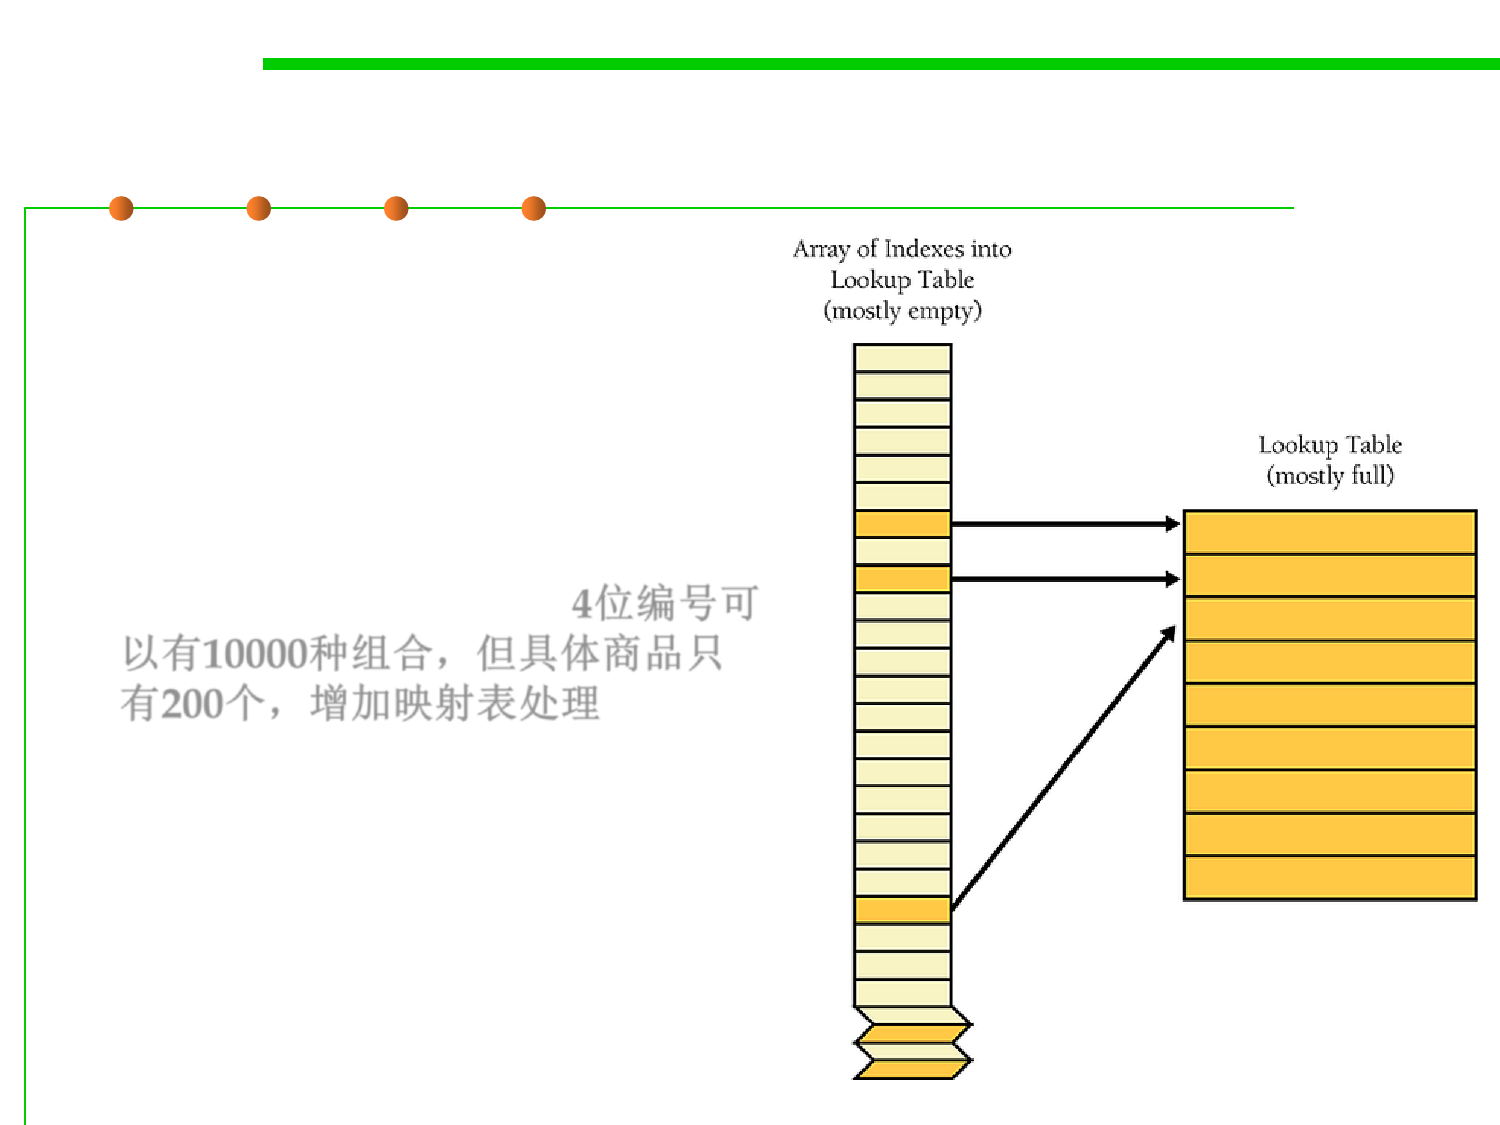 Array of Indexes into
Lookup Table
(mostly empty)
Lookup Table
(mostly full)
4位编号可
以有10000种组合，但具体商品只
有200个，增加映射表处理